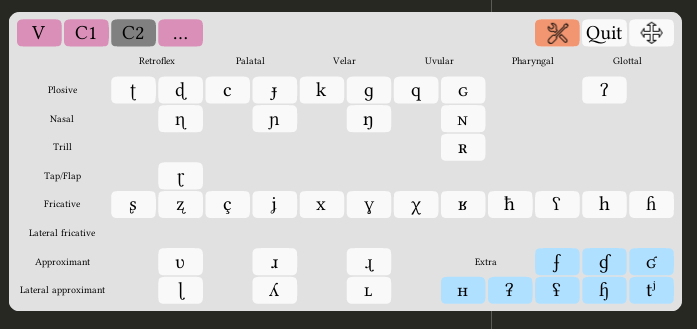 V C1 C2 ...
Quit
Retroflex Palatal Velar Uvular Pharyngal Glottal
Plosive ʈ ɖ c ɟ k ɡ q ɢ ʔ
Nasal ɳ ɲ ŋ ɴ
Trill ʀ
Tap/Flap ɽ
Fricative ʂ ʐ ç ʝ x ɣ χ ʁ ħ ʕ h ɦ
Lateral fricative
Approximant ʋ ɹ ɻ Extra ʄ ɠ ʛ
Lateral approximant ɭ ʎ ʟ ʜ ʡ ʢ ɧ tʲ